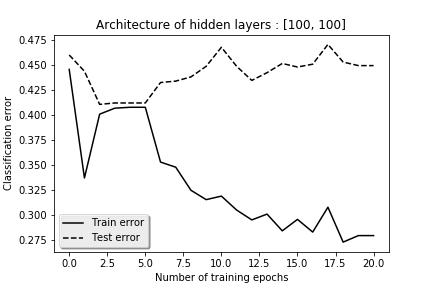 Architecture of hidden layers : [100, 100]
0.475
0.450
0.425
0.400
0.375
0.350
0.325
0.300
0.275
Classification error
Train error
Test error
0.0 2.5 5.0 7.5 10.0 12.5 15.0 17.5 20.0
Number of training epochs